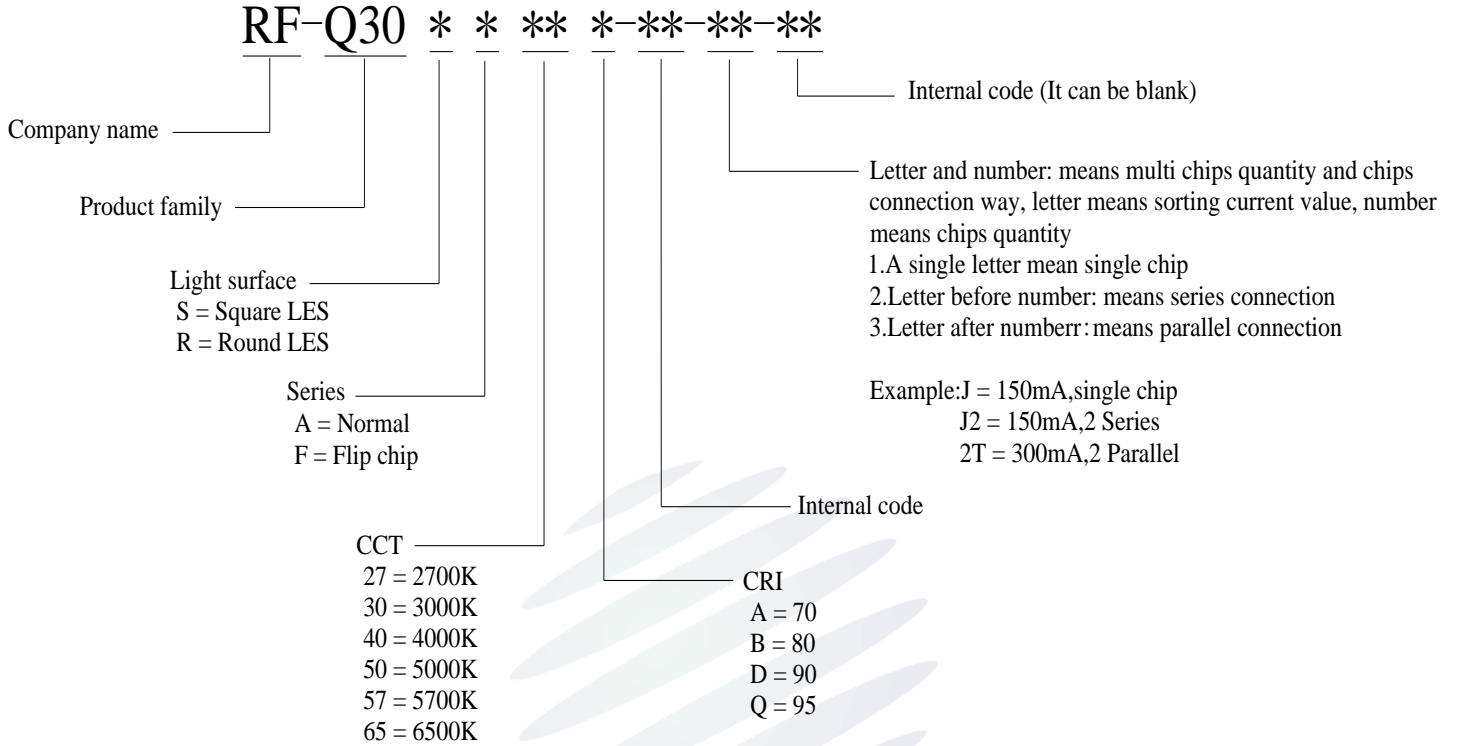 RF-Q30 * * ** *-**-**-**
Internal code (It can be blank)
Company name
Letter and number: means multi chips quantity and chips
connection way, letter means sorting current value, number
means chips quantity
1.A single letter mean single chip
2.Letter before number: means series connection
3.Letter after numberr: means parallel connection
Product family
Light surface
S = Square LES
R = Round LES
Example:J = 150mA,single chip
J2 = 150mA,2 Series
2T = 300mA,2 Parallel
Series
A = Normal
F = Flip chip
Internal code
CCT
27 = 2700K
30 = 3000K
40 = 4000K
50 = 5000K
57 = 5700K
65 = 6500K
CRI
A = 70
B = 80
D = 90
Q = 95